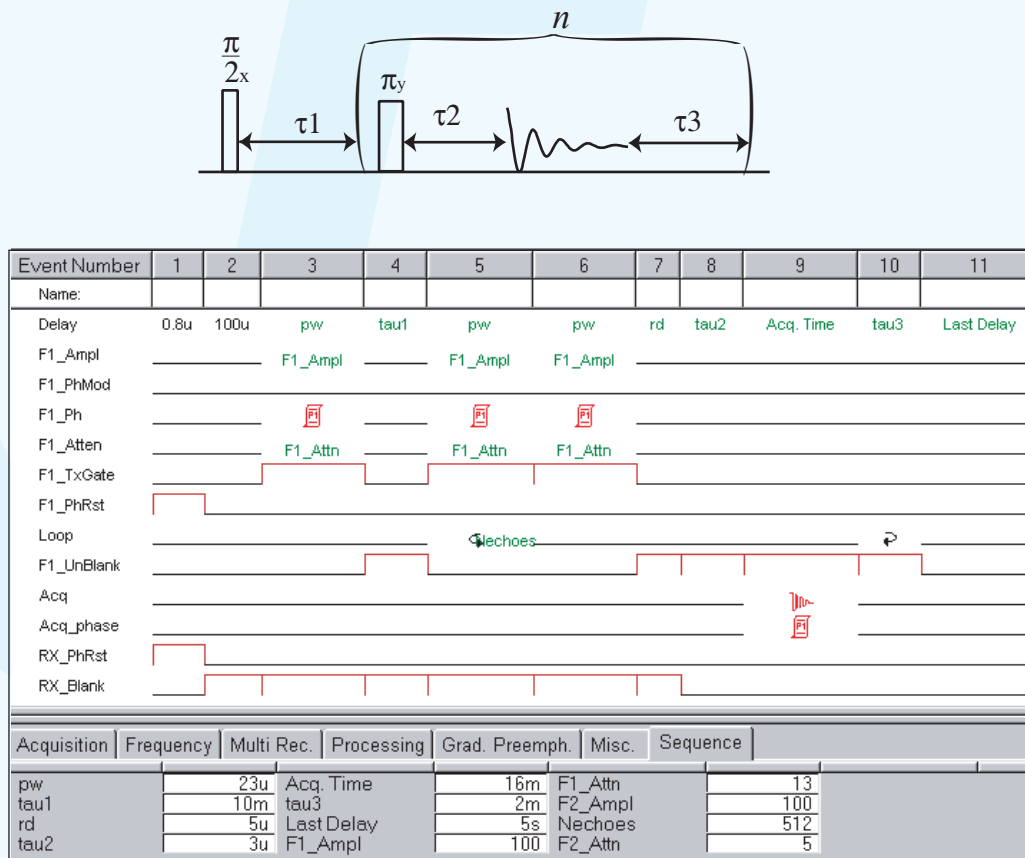 n
π
2x
πy
τ1
τ2
τ3
Event Number 1 2 3 4 5 6 7 8 9 10 11
Name:
Delay 0.8u 100u pw tau1 pw pw rd tau2 Acq. Time tau3 Last Delay
F1_Ampl F1_Ampl F1_Ampl F1_Ampl
F1_PhMod
F1_Ph P1 P1 P1
F1_Atten F1_Attn F1_Attn F1_Attn
F1_TxGate
F1_PhRst
Loop Nechoes
F1_UnBlank
Acq
Acq_phase P1
RX_PhRst
RX_Blank
Acquisition Frequency Multi Rec. Processing Grad. Preemph. Misc. Sequence
pw 23u Acq. Time 16m F1_Attn 13
tau1 10m tau3 2m F2_Ampl 100
rd 5u Last Delay 5s Nechoes 512
tau2 3u F1_Ampl 100 F2_Attn 5